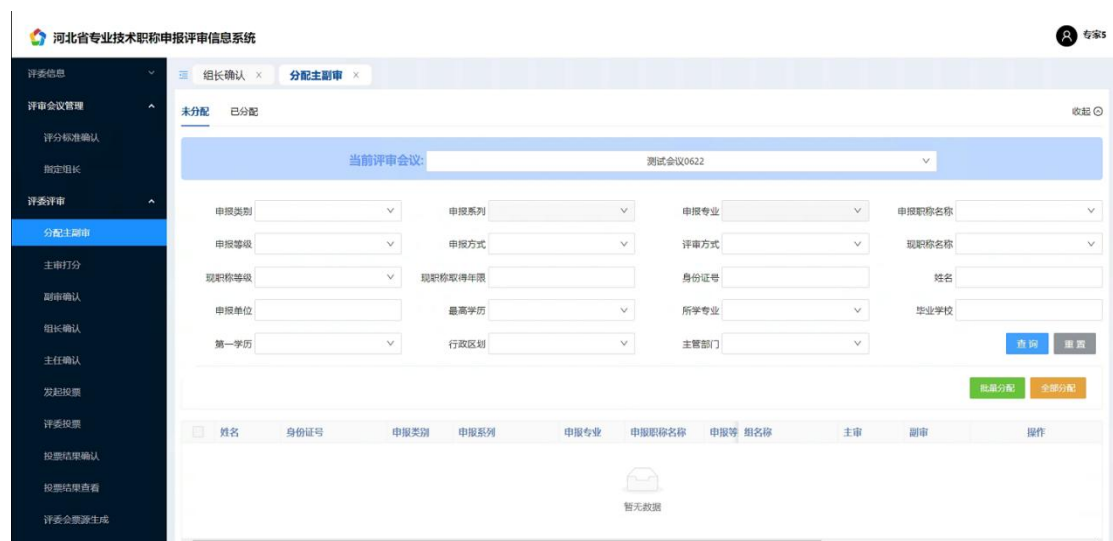 河北省专业技术职称申报评审信息系统 专家5
评委信息
评审会议管理
评分标准确认
指定组长
评委评审
分配主副审
主审打分
副审确认
组长确认
主任确认
发起投票
评委投票
投票结果确认
投票结果查看
评委会票源生成
组长确认 × 分配主副审 ×
未分配 已分配 收起
当前评审会议: 测试会议0622
申报类别 申报系列 申报专业 申报职称名称
申报等级 申报方式 评审方式 现职称名称
现职称等级 现职称取得年限 身份证号 姓名
申报单位 最高学历 所学专业 毕业学校
第一学历 行政区划 主管部门 查询 重置
批量分配 全部分配
姓名 身份证号 申报类别 申报系列 申报专业 申报职称名称 申报等 组名称 主审 副审 操作
暂无数据